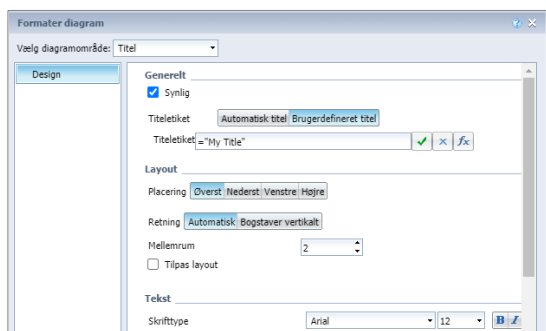 Formater diagram
Vælg diagramområde: Titel
Design
Generelt
Synlig
Titeletiket Automatisk titel Brugerdefineret titel
Titeletiket ="My Title" fx
Layout
Placering Øverst Nederst Venstre Højre
Retning Automatisk Bogstaver vertikalt
Mellemrum 2
Tilpas layout
Tekst
Skrifttype Arial 12 B I